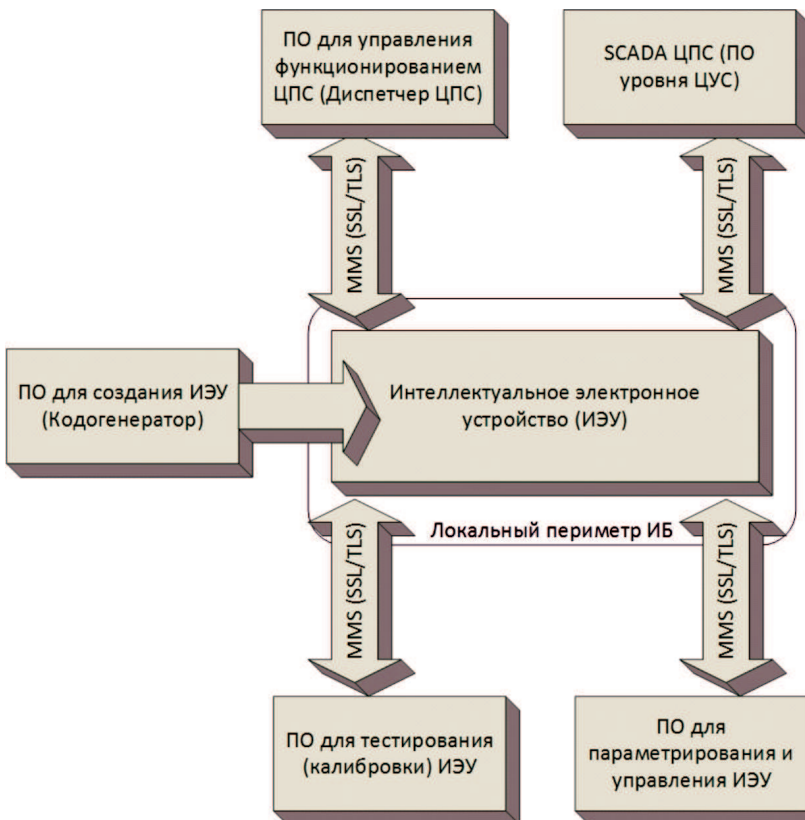 ПО для управления
функционированием
ЦПС (Диспетчер ЦПС)
SCADA ЦПС (ПО
уровня ЦУС)
MMS (SSL/TLS)
MMS (SSL/TLS)
ПО для создания ИЭУ
(Кодогенератор)
Интеллектуальное электронное
устройство (ИЭУ)
Локальный периметр ИБ
MMS (SSL/TLS)
MMS (SSL/TLS)
ПО для тестирования
(калибровки) ИЭУ
ПО для
параметрирования и
управления ИЭУ